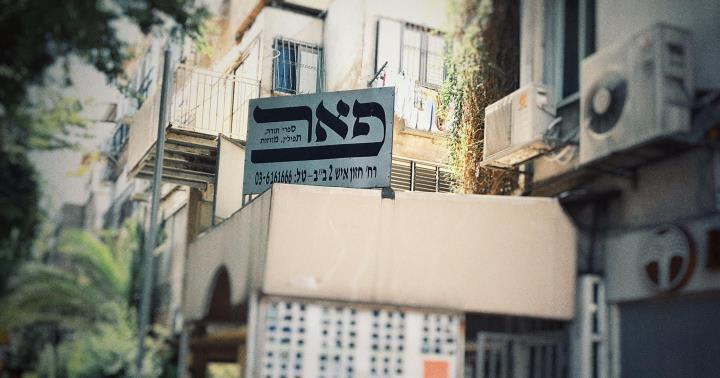 פאר
ספרי תורה,
תפילין, מזוזות
רח' חזון איש 2 ב"ב – טל: 03-6161666